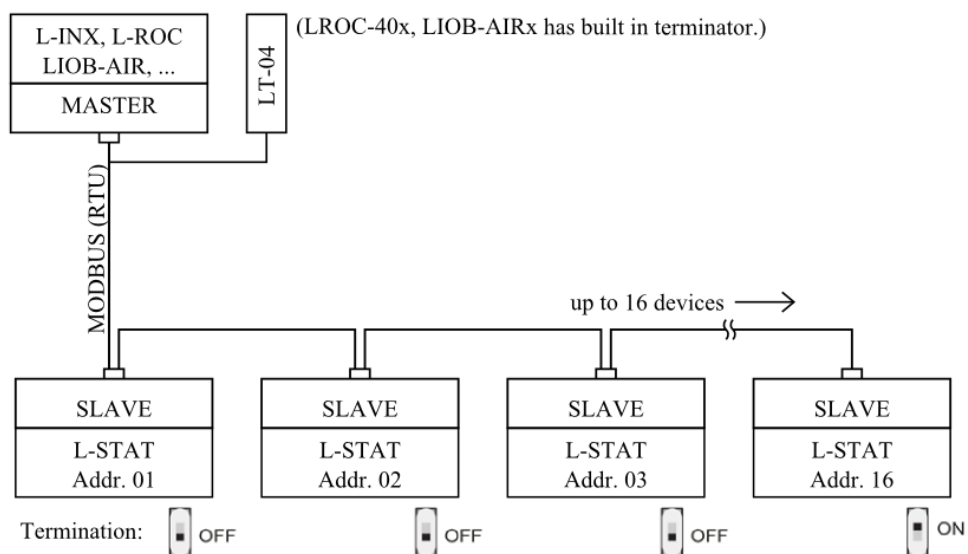 L-INX, L-ROC
LIOB-AIR, ...
MASTER
LT-04
(LROC-40x, LIOB-AIRx has built in terminator.)
MODBUS (RTU)
up to 16 devices
SLAVE
L-STAT
Addr. 01
SLAVE
L-STAT
Addr. 02
SLAVE
L-STAT
Addr. 03
SLAVE
L-STAT
Addr. 16
Termination:
OFF
OFF
OFF
ON